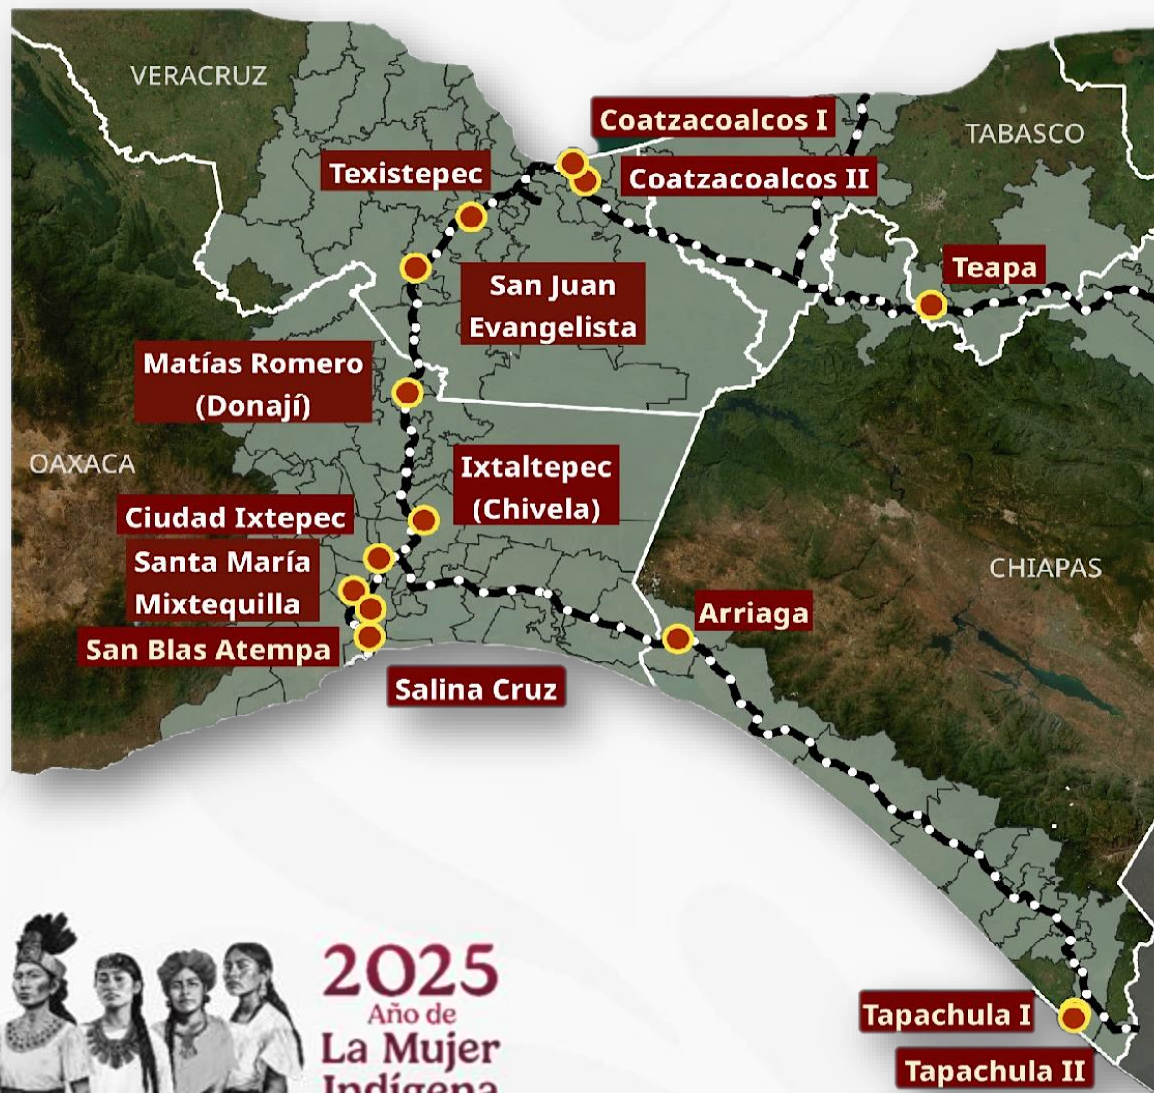 VERACRUZ
Coatzacoalcos I
TABASCO
Texistepec
Coatzacoalcos II
Teapa
San Juan
Evangelista
Matías Romero
(Donají)
OAXACA
Ixtaltepec
(Chivela)
Ciudad Ixtepec
Santa María
Mixtequilla
CHIAPAS
Arriaga
San Blas Atempa
Salina Cruz
2025
Año de
La Mujer
Indígena
Tapachula I
Tapachula II